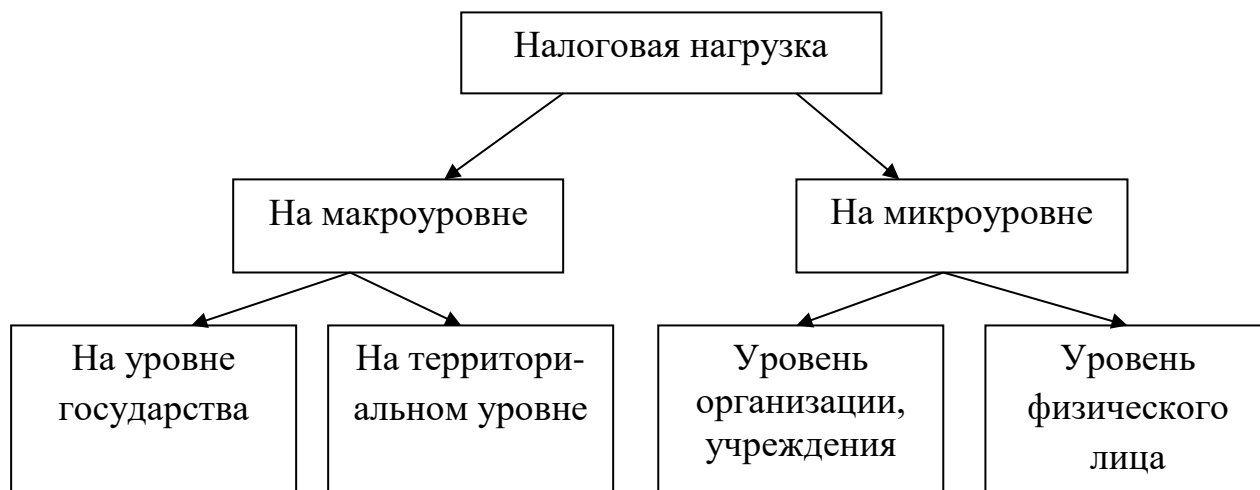 Налоговая нагрузка
На макроуровне
На микроуровне
На уровне
государства
На территори-
альном уровне
Уровень
организации,
учреждения
Уровень
физического
лица